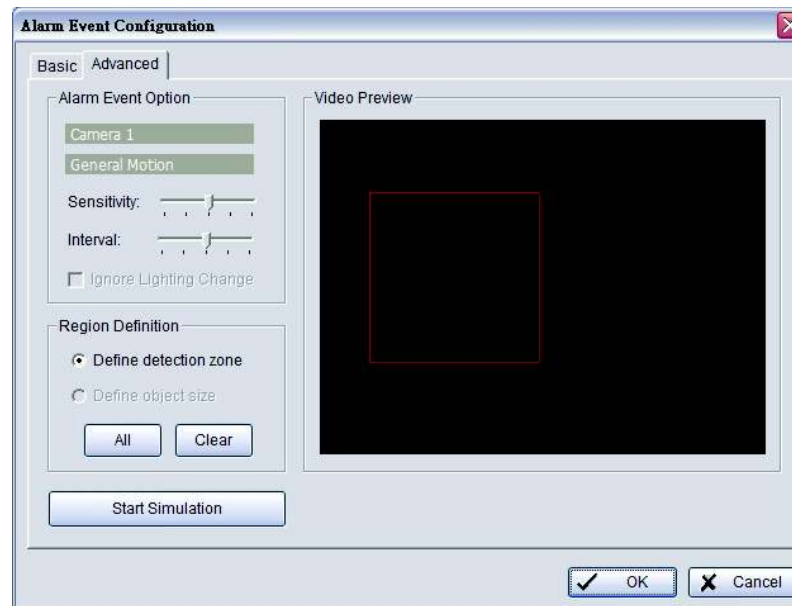 Alarm Event Configuration
Basic
Advanced
Alarm Event Option
Camera 1
General Motion
Sensitivity:
Interval:
Ignore Lighting Change
Region Definition
Define detection zone
Define object size
All
Clear
Start Simulation
Video Preview
OK
Cancel